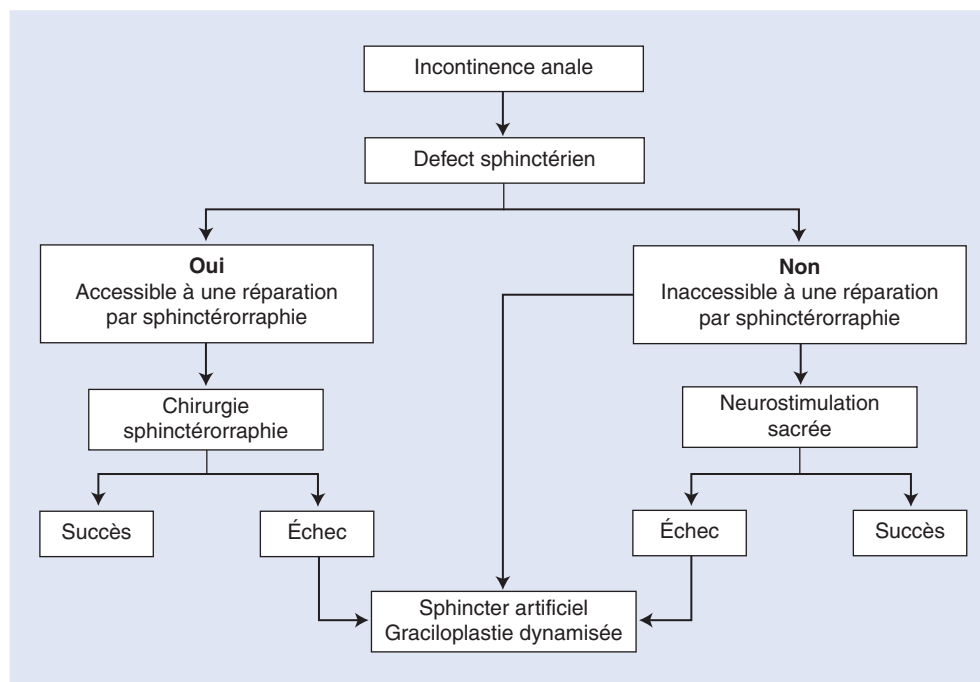 Incontinence anale
Defect sphinctérien
Oui
Accessible à une réparation
par sphinctérorraphie
Non
Inaccessible à une réparation
par sphinctérorraphie
Chirurgie
sphinctérorraphie
Neurostimulation
sacrée
Succès
Échec
Échec
Succès
Sphincter artificiel
Graciloplastie dynamisée